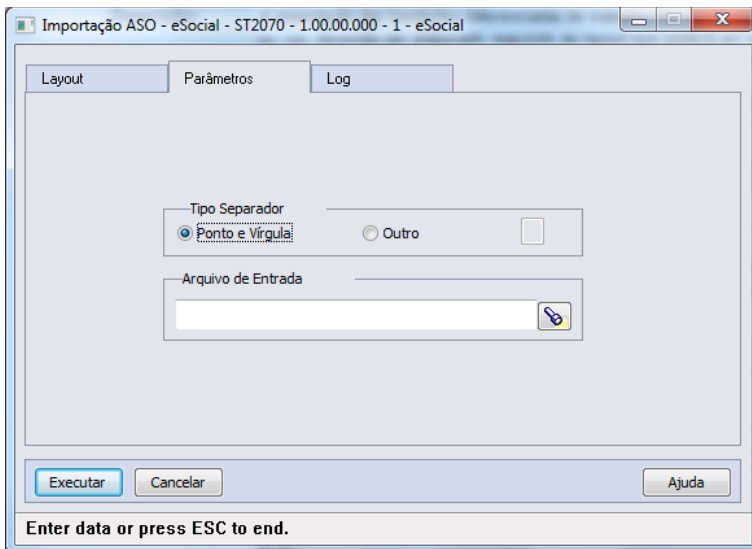 Importação ASO - eSocial - ST2070 - 1.00.00.000 - 1 - eSocial
Layout
Parâmetros
Log
Tipo Separador
Ponto e Vírgula
Outro
Arquivo de Entrada
Executar
Cancelar
Ajuda
Enter data or press ESC to end.